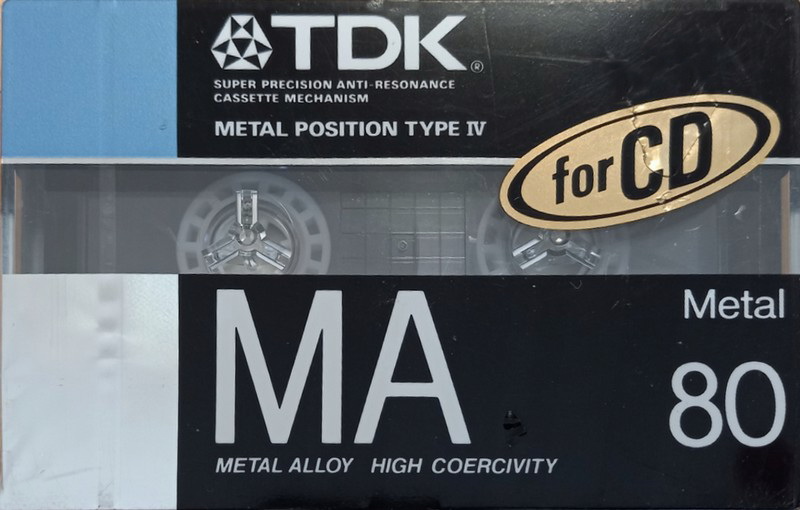 TDK®
SUPER PRECISION ANTI-RESONANCE
CASSETTE MECHANISM
METAL POSITION TYPE IV
for CD
MA
Metal
80
METAL ALLOY HIGH COERCIVITY